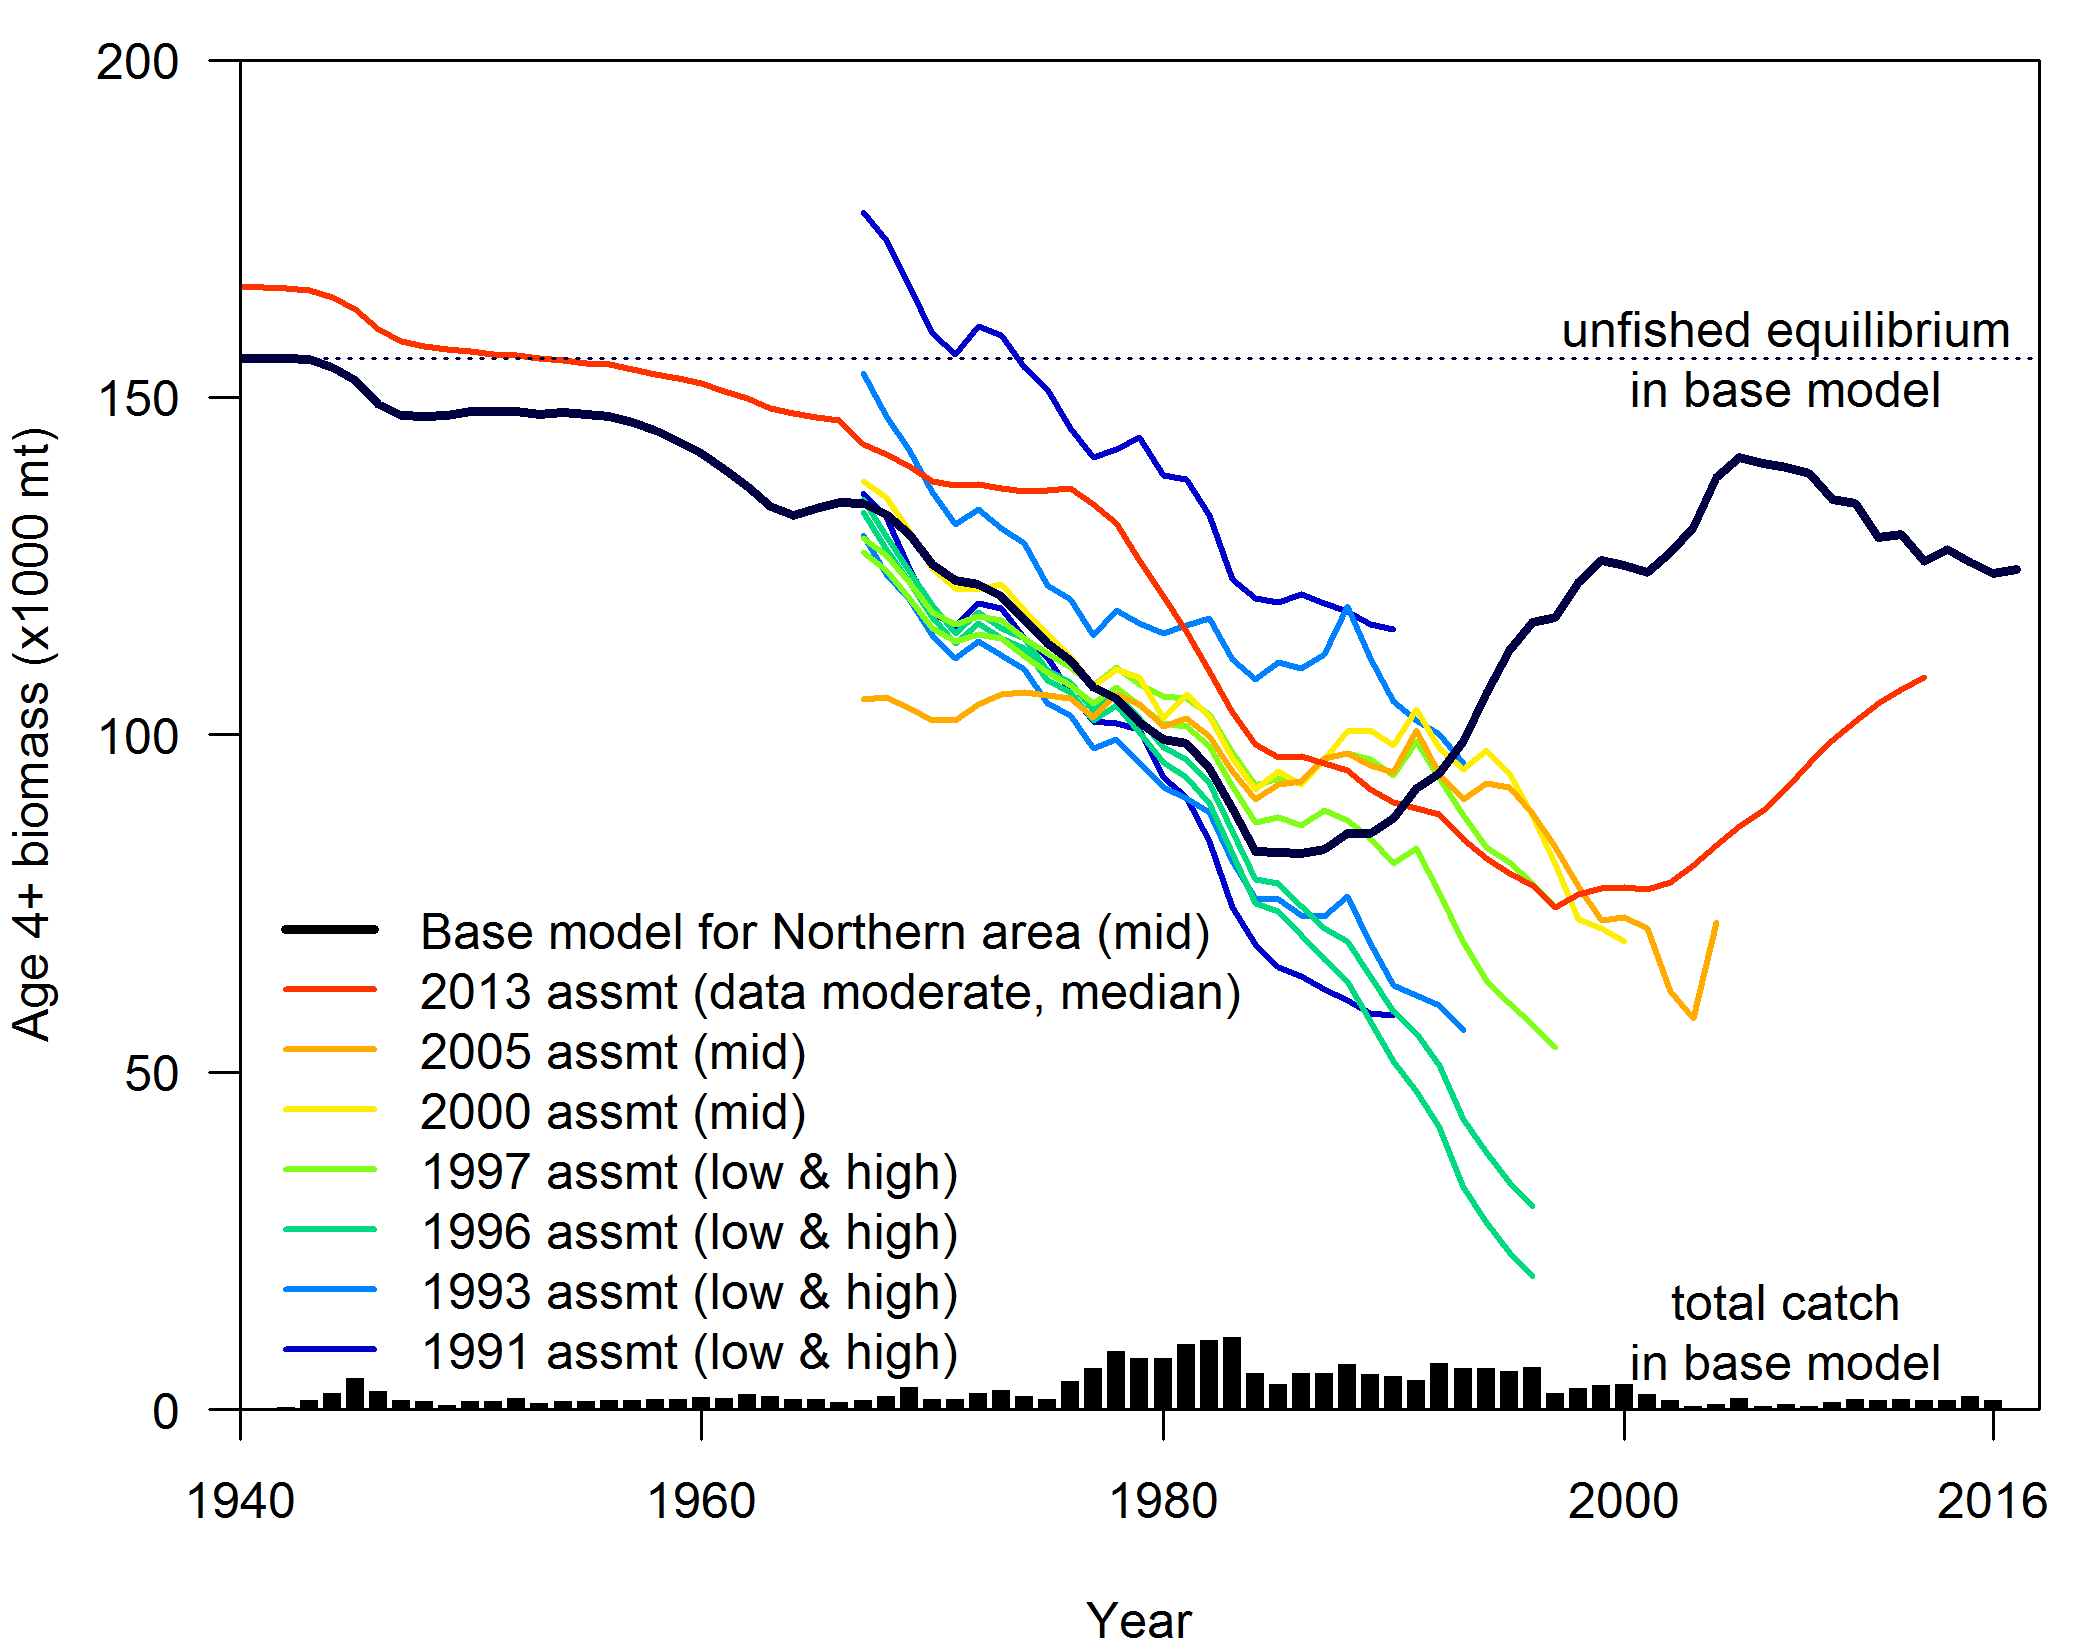 200
150
100
50
0
Age 4+ biomass (x1000 mt)
unfished equilibrium
in base model
Base model for Northern area (mid)
2013 assmt (data moderate, median)
2005 assmt (mid)
2000 assmt (mid)
1997 assmt (low & high)
1996 assmt (low & high)
1993 assmt (low & high)
1991 assmt (low & high)
total catch
in base model
1940 1960 1980 2000 2016
Year